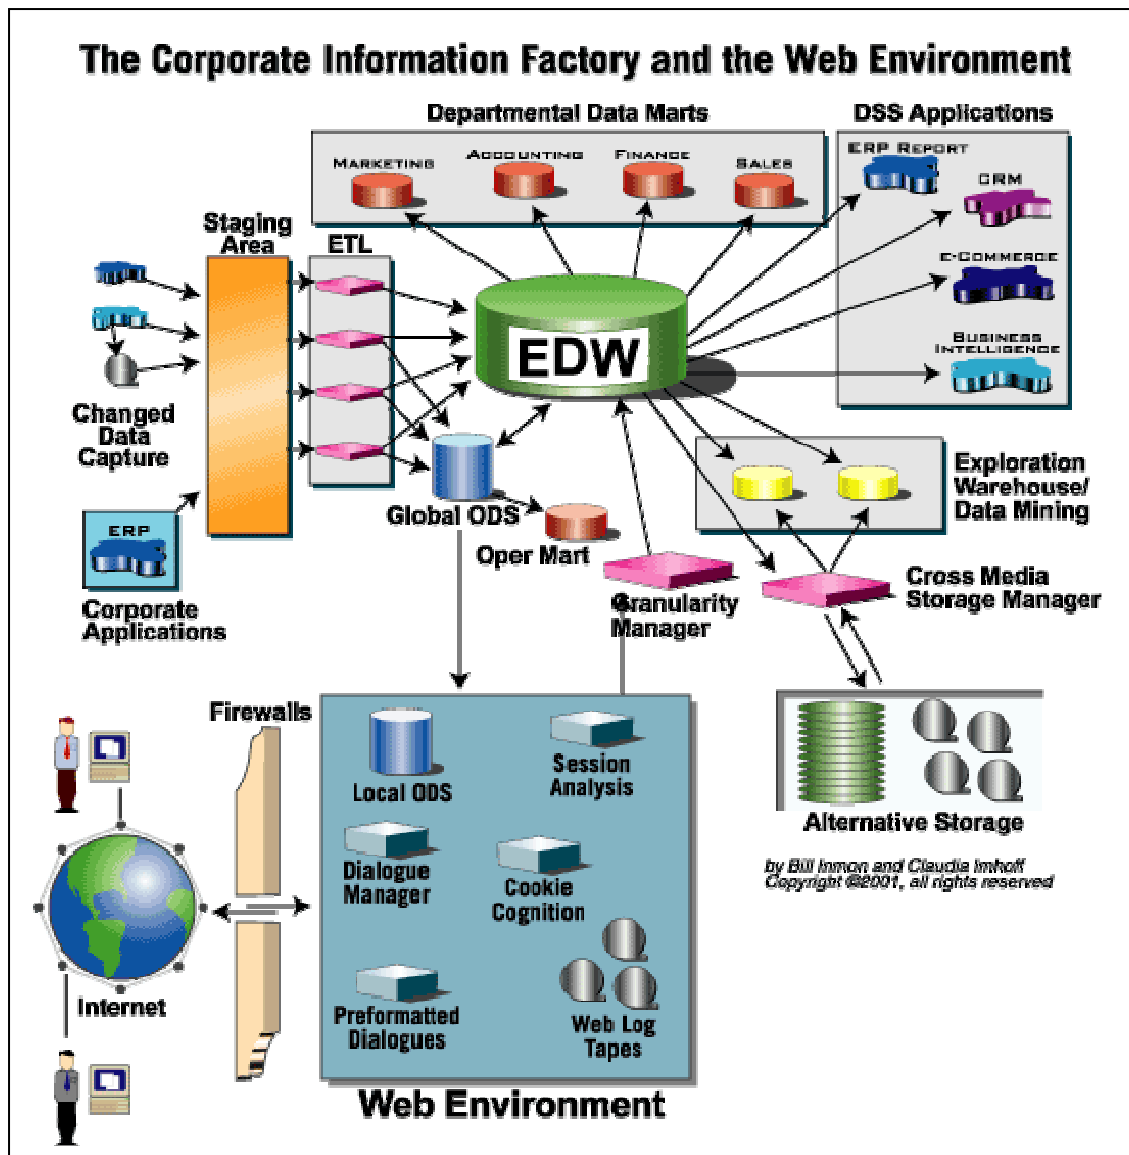 The Corporate Information Factory and the Web Environment
Departmental Data Marts
DSS Applications
MARKETING
ACCOUNTING
FINANCE
SALES
ERP REPORT
CRM
E-COMMERCE
BUSINESS
INTELLIGENCE
Staging
Area
ETL
EDW
Changed
Data
Capture
ERP
Corporate
Applications
Global ODS
Oper Mart
Granularity
Manager
Exploration
Warehouse/
Data Mining
Cross Media
Storage Manager
Alternative Storage
by Bill Inmon and Claudia Imhoff
Copyright ©2001, all rights reserved
Firewalls
Internet
Local ODS
Session
Analysis
Dialogue
Manager
Cookie
Cognition
Preformatted
Dialogues
Web Log
Tapes
Web Environment